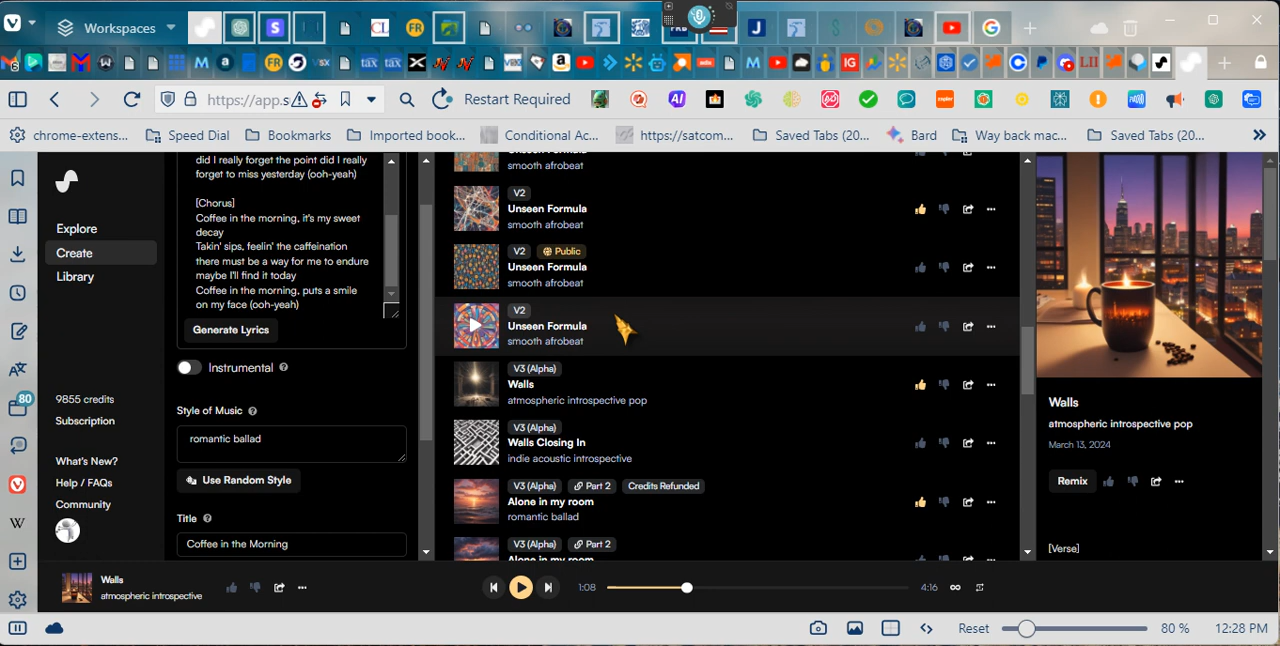 Workspaces
https://app.s
Restart Required
chrome-extens...
Speed Dial
Bookmarks
Imported book...
Conditional Ac...
https://satcom...
Saved Tabs (20...
Bard
Way back mac...
Saved Tabs (20...
Explore
Create
Library
9855 credits
Subscription
What's New?
Help / FAQs
Community
did I really forget the point did I really
forget to miss yesterday (ooh-yeah)
[Chorus]
Coffee in the morning, it's my sweet
decay
Takin' sips, feelin' the caffeination
there must be a way for me to endure
maybe I'll find it today
Coffee in the morning, puts a smile
on my face (ooh-yeah)
Generate Lyrics
Instrumental
Style of Music
romantic ballad
Use Random Style
Title
Coffee in the Morning
Unseen Formula
smooth afrobeat
V2
Unseen Formula
smooth afrobeat
V2 Public
Unseen Formula
smooth afrobeat
V2
Unseen Formula
smooth afrobeat
V3 (Alpha)
Walls
atmospheric introspective pop
V3 (Alpha)
Walls Closing In
indie acoustic introspective
V3 (Alpha) Part 2 Credits Refunded
Alone in my room
romantic ballad
V3 (Alpha) Part 2
Alone in my room
Walls
atmospheric introspective pop
March 13, 2024
Remix
[Verse]
Walls
atmospheric introspective
1:08
4:16
80
Reset
80 %
12:28 PM